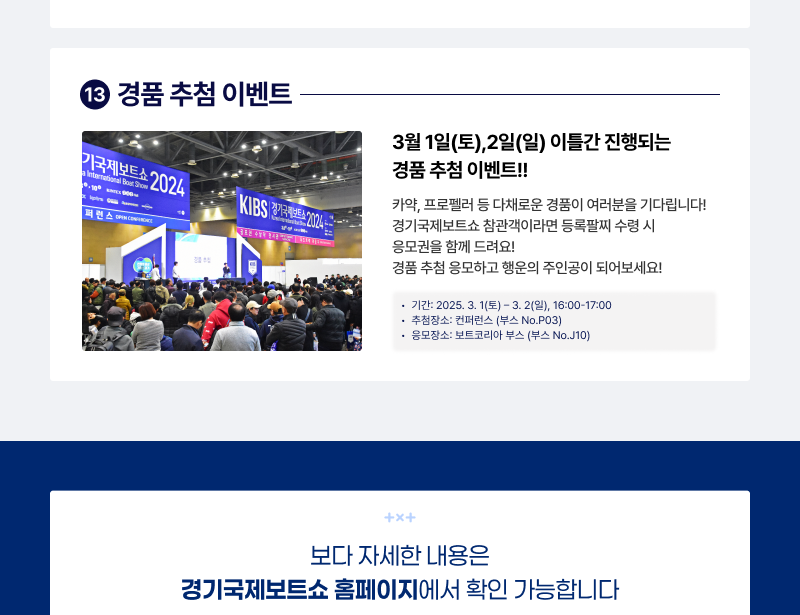 13 경품 추첨 이벤트
기국제보트쇼 2024
a International Boat Show
퍼런스 OPEN CONFERENCE
KIBS 경기국제보트쇼 2024
3월 1일(토),2일(일) 이틀간 진행되는
경품 추첨 이벤트!!
카약, 프로펠러 등 다채로운 경품이 여러분을 기다립니다!
경기국제보트쇼 참관객이라면 등록팔찌 수령 시
응모권을 함께 드려요!
경품 추첨 응모하고 행운의 주인공이 되어보세요!
• 기간: 2025. 3. 1(토) – 3. 2(일), 16:00-17:00
• 추첨장소: 컨퍼런스 (부스 No.P03)
• 응모장소: 보트코리아 부스 (부스 No.J10)
보다 자세한 내용은
경기국제보트쇼 홈페이지에서 확인 가능합니다